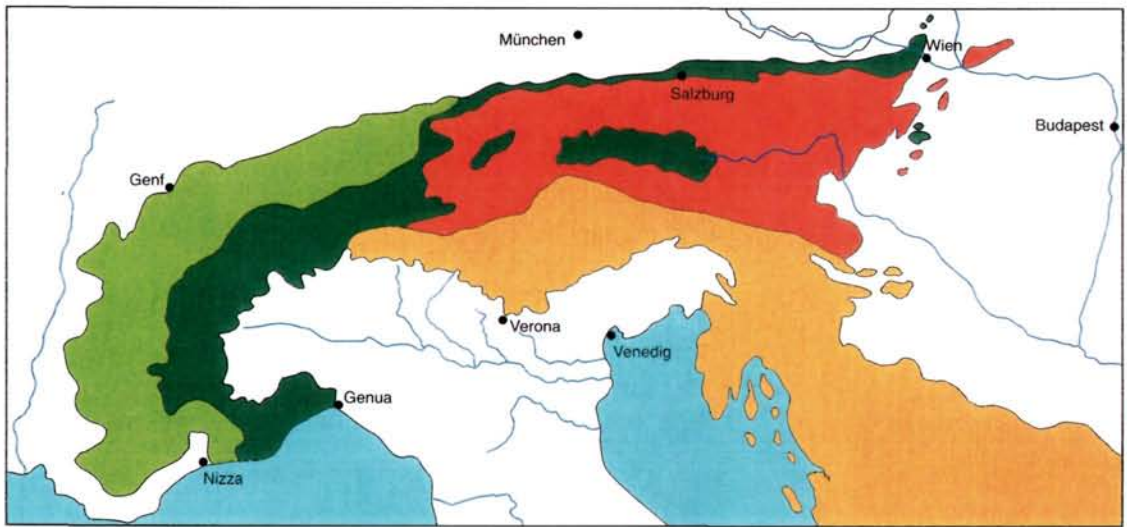 München
Wien
Salzburg
Budapest
Genf
Verona
Venedig
Genua
Nizza